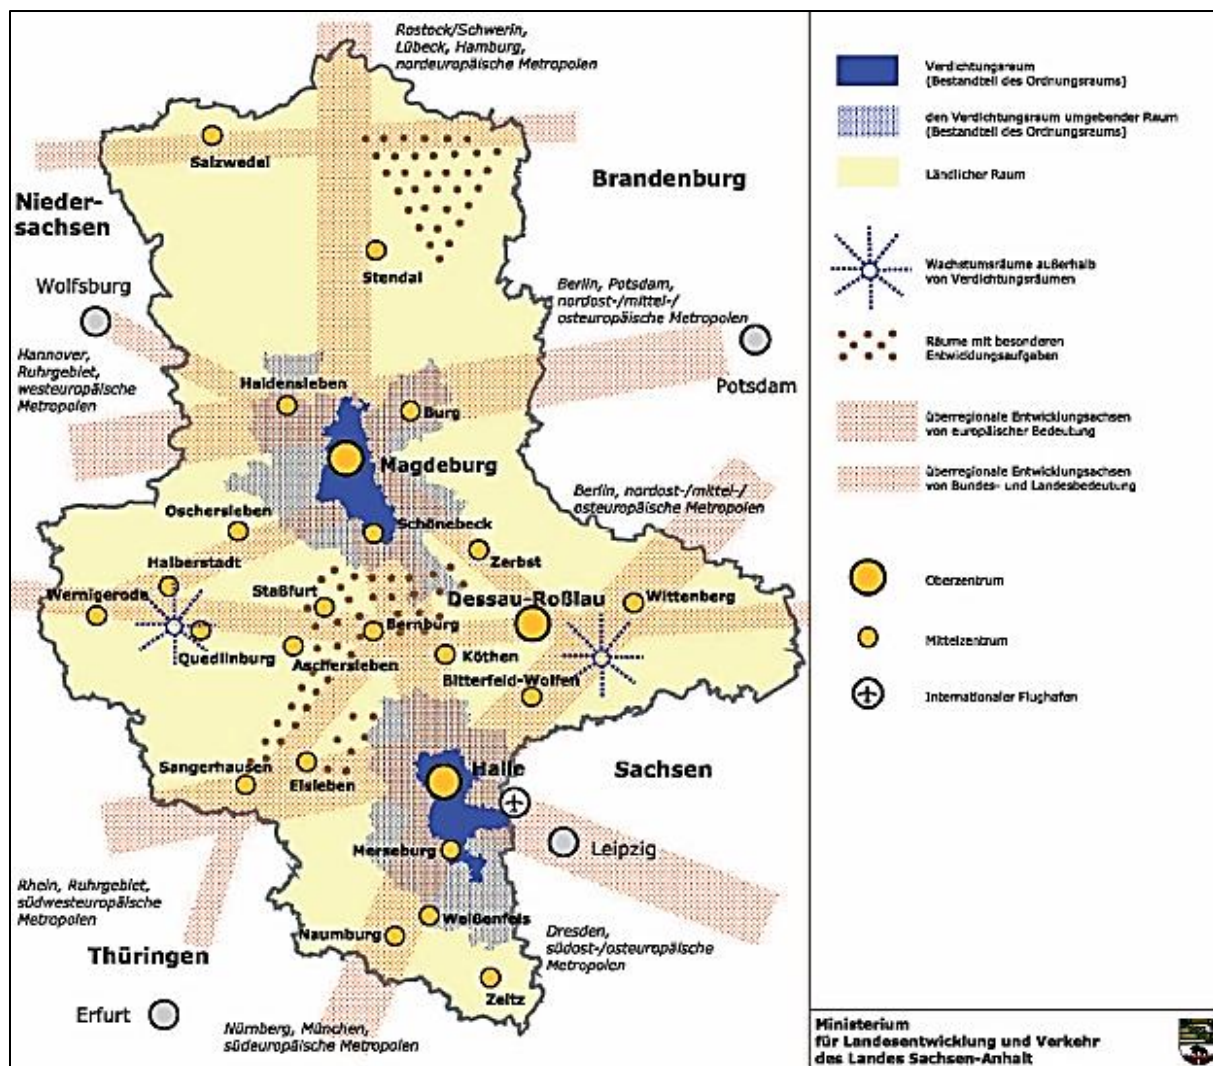 Rostock/Schwerin,
Lübeck, Hamburg,
nordeuropäische Metropolen
Salzwedel
Brandenburg
Nieder-
sachsen
Stendal
Wolfsburg
Berlin, Potsdam,
nordost-/mittel-/
osteuropäische Metropolen
Hannover,
Ruhrgebiet,
westeuropäische
Metropolen
Potsdam
Haldensleben
Burg
Magdeburg
Berlin, nordost-/mittel-/
osteuropäische Metropolen
Oschersleben
Schönebeck
Zerbst
Halberstadt
Staßfurt
Wernigerode
Dessau-Roßlau
Wittenberg
Bernburg
Quedlinburg
Aschersleben
Köthen
Bitterfeld-Wolfen
Sangerhausen
Eisleben
Halle
Sachsen
Merseburg
Leipzig
Rhein, Ruhrgebiet,
südwesteuropäische
Metropolen
Weißenfels
Naumburg
Dresden,
südost-/osteuropäische
Metropolen
Thüringen
Zeitz
Erfurt
Nürnberg, München,
südeuropäische Metropolen
Verdichtungsraum
(Bestandteil des Ordnungsraums)
den Verdichtungsraum umgebender Raum
(Bestandteil des Ordnungsraums)
Ländlicher Raum
Wachstumsräume außerhalb
von Verdichtungsräumen
Räume mit besonderen
Entwicklungsaufgaben
überregionale Entwicklungsachsen
von europäischer Bedeutung
überregionale Entwicklungsachsen
von Bundes- und Landesbedeutung
Oberzentrum
Mittelzentrum
Internationaler Flughafen
Ministerium
für Landesentwicklung und Verkehr
des Landes Sachsen-Anhalt